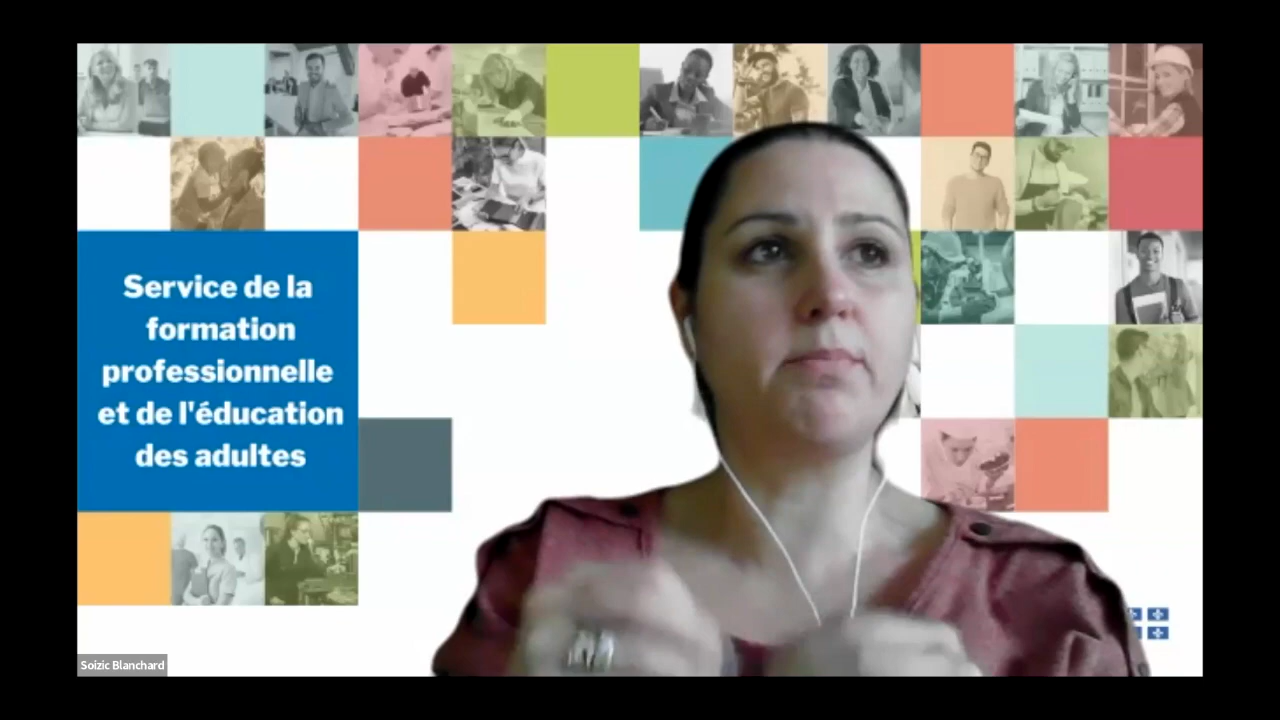 Service de la
formation
professionnelle
et de l'éducation
des adultes
Soizic Blanchard